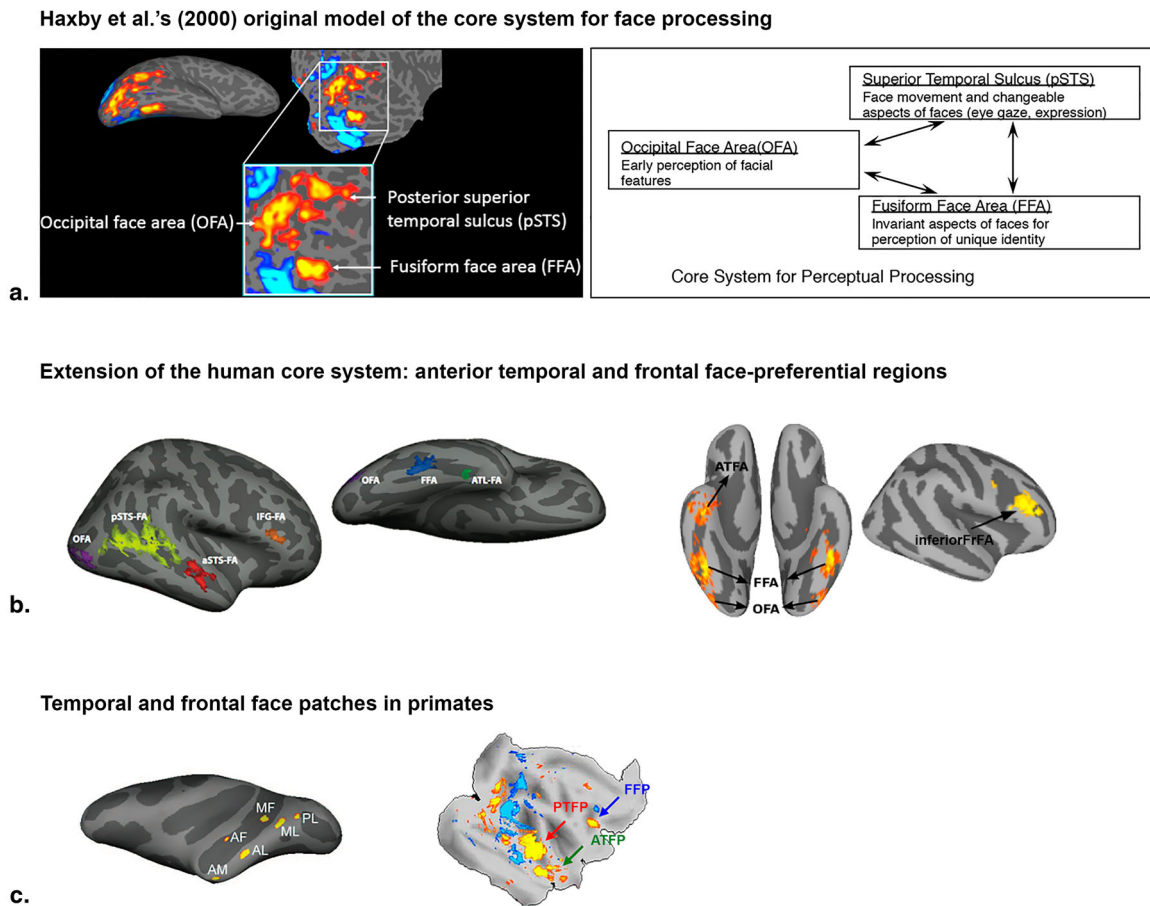 Haxby et al.'s (2000) original model of the core system for face processing
Occipital face area (OFA)
Posterior superior
temporal sulcus (pSTS)
Fusiform face area (FFA)
Superior Temporal Sulcus (pSTS)
Face movement and changeable
aspects of faces (eye gaze, expression)
Occipital Face Area(OFA)
Early perception of facial
features
Fusiform Face Area (FFA)
Invariant aspects of faces for
perception of unique identity
Core System for Perceptual Processing
a.
Extension of the human core system: anterior temporal and frontal face-preferential regions
OFA
pSTS-FA
aSTS-FA
IFG-FA
OFA
FFA
ATL-FA
ATFA
FFA
OFA
inferiorFrFA
b.
Temporal and frontal face patches in primates
MF
PL
AF
ML
AL
AM
PTFP
FFP
ATFP
c.